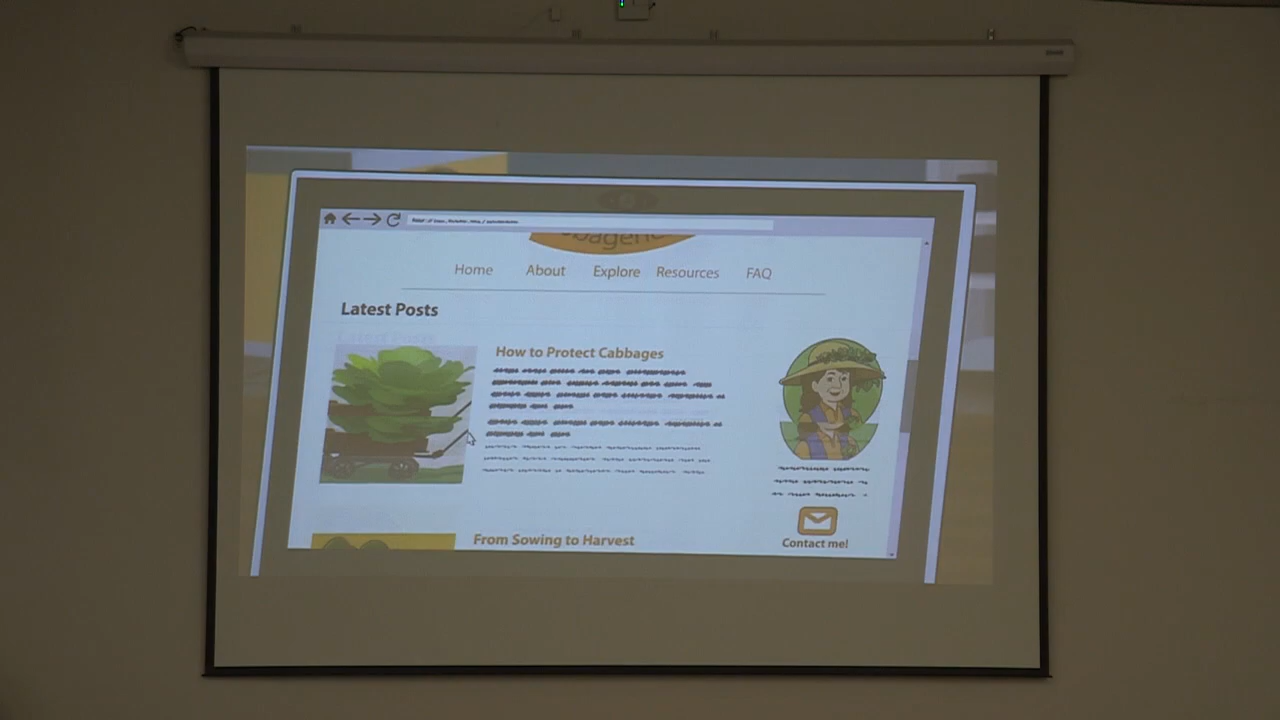 Home About Explore Resources FAQ
Latest Posts
How to Protect Cabbages
From Sowing to Harvest
Contact me!